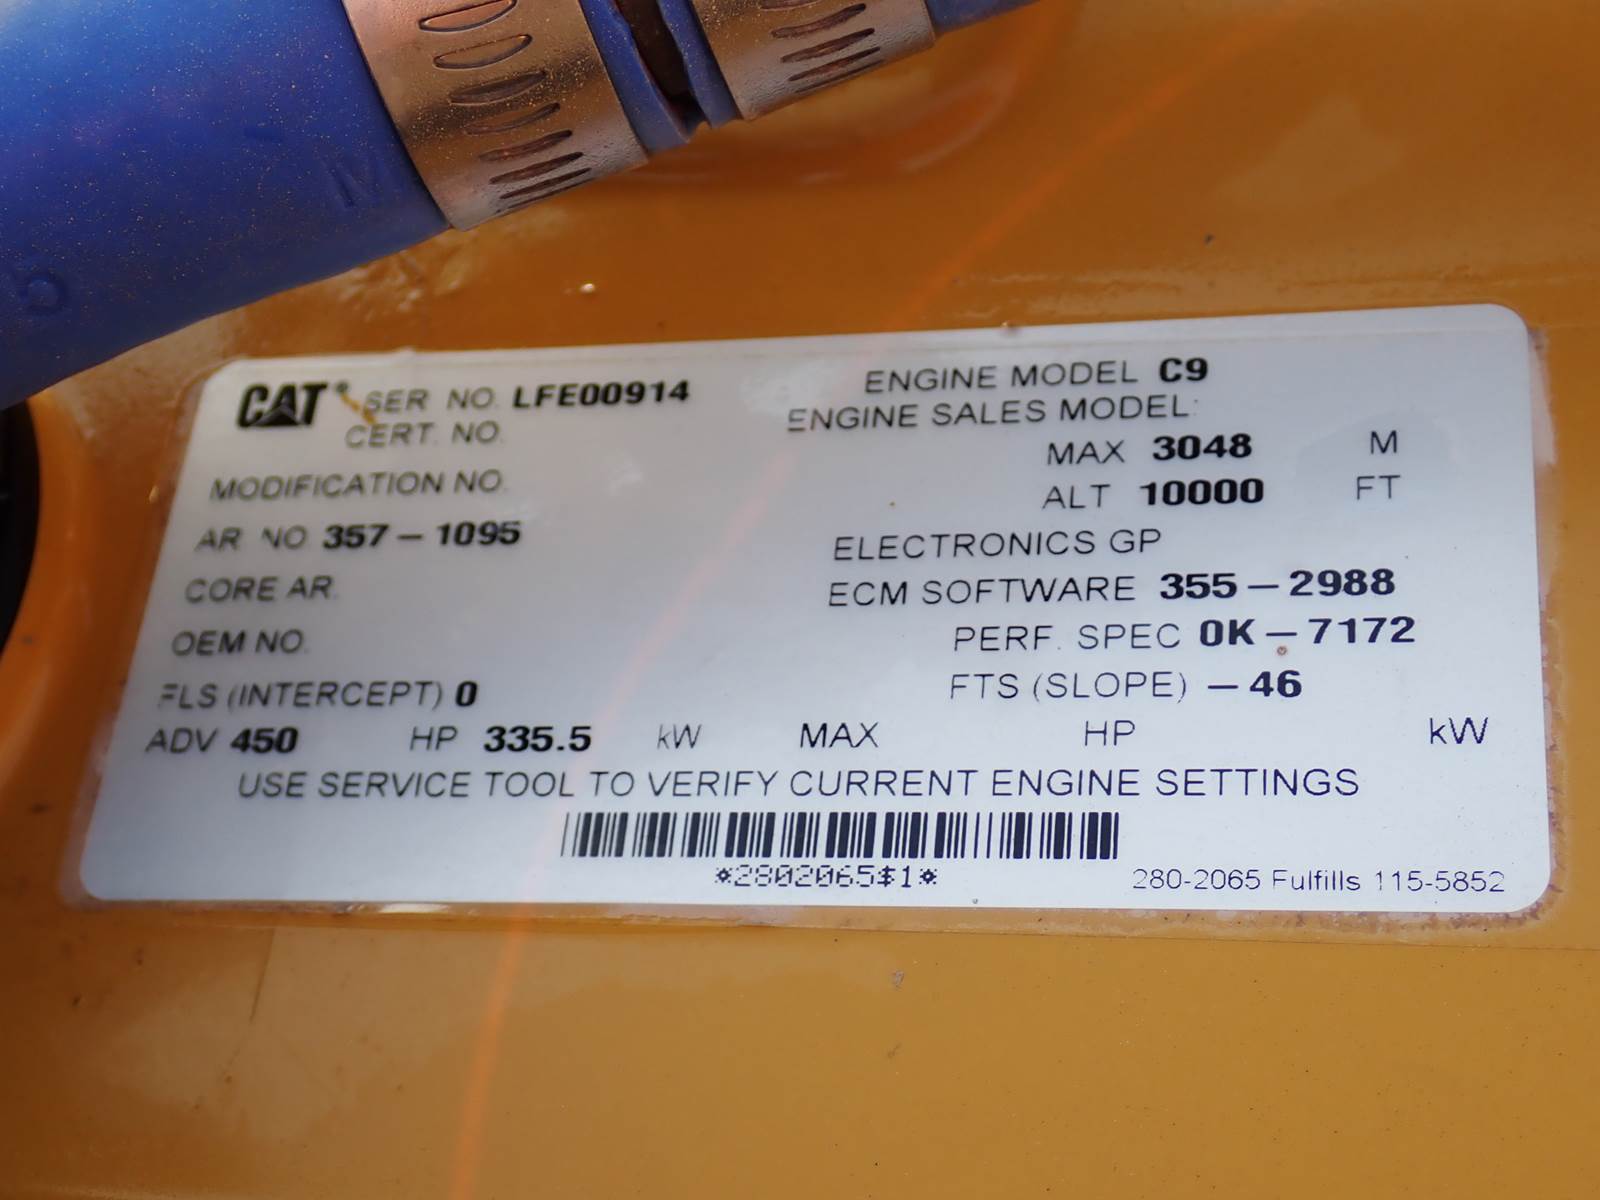 CAT® SER NO. LFE00914 ENGINE MODEL C9
CERT. NO. ENGINE SALES MODEL:
MAX 3048 M
MODIFICATION NO. ALT 10000 FT
AR NO 357-1095 ELECTRONICS GP
CORE AR. ECM SOFTWARE 355-2988
OEM NO. PERF. SPEC 0K-7172
FLS (INTERCEPT) 0 FTS (SLOPE) -46
ADV 450 HP 335.5 kW MAX HP kW
USE SERVICE TOOL TO VERIFY CURRENT ENGINE SETTINGS
*2802065$1*
280-2065 Fulfills 115-5852